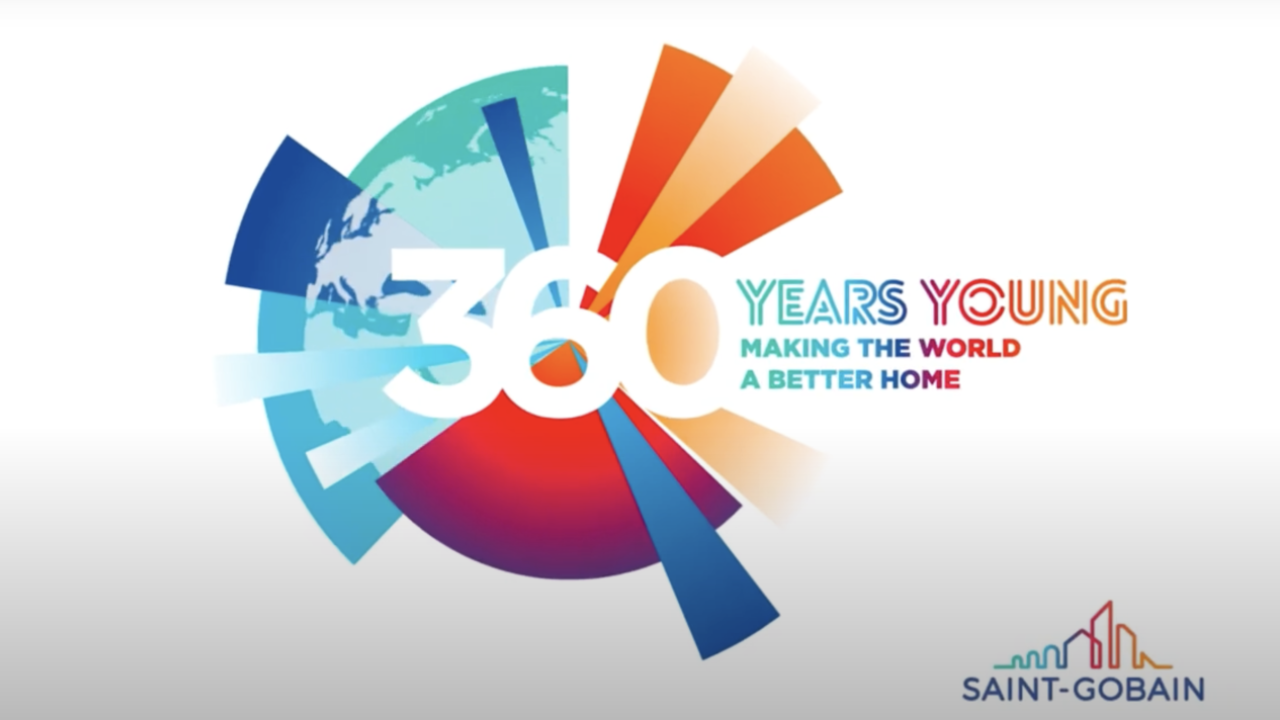 360
YEARS YOUNG
MAKING THE WORLD
A BETTER HOME
SAINT-GOBAIN